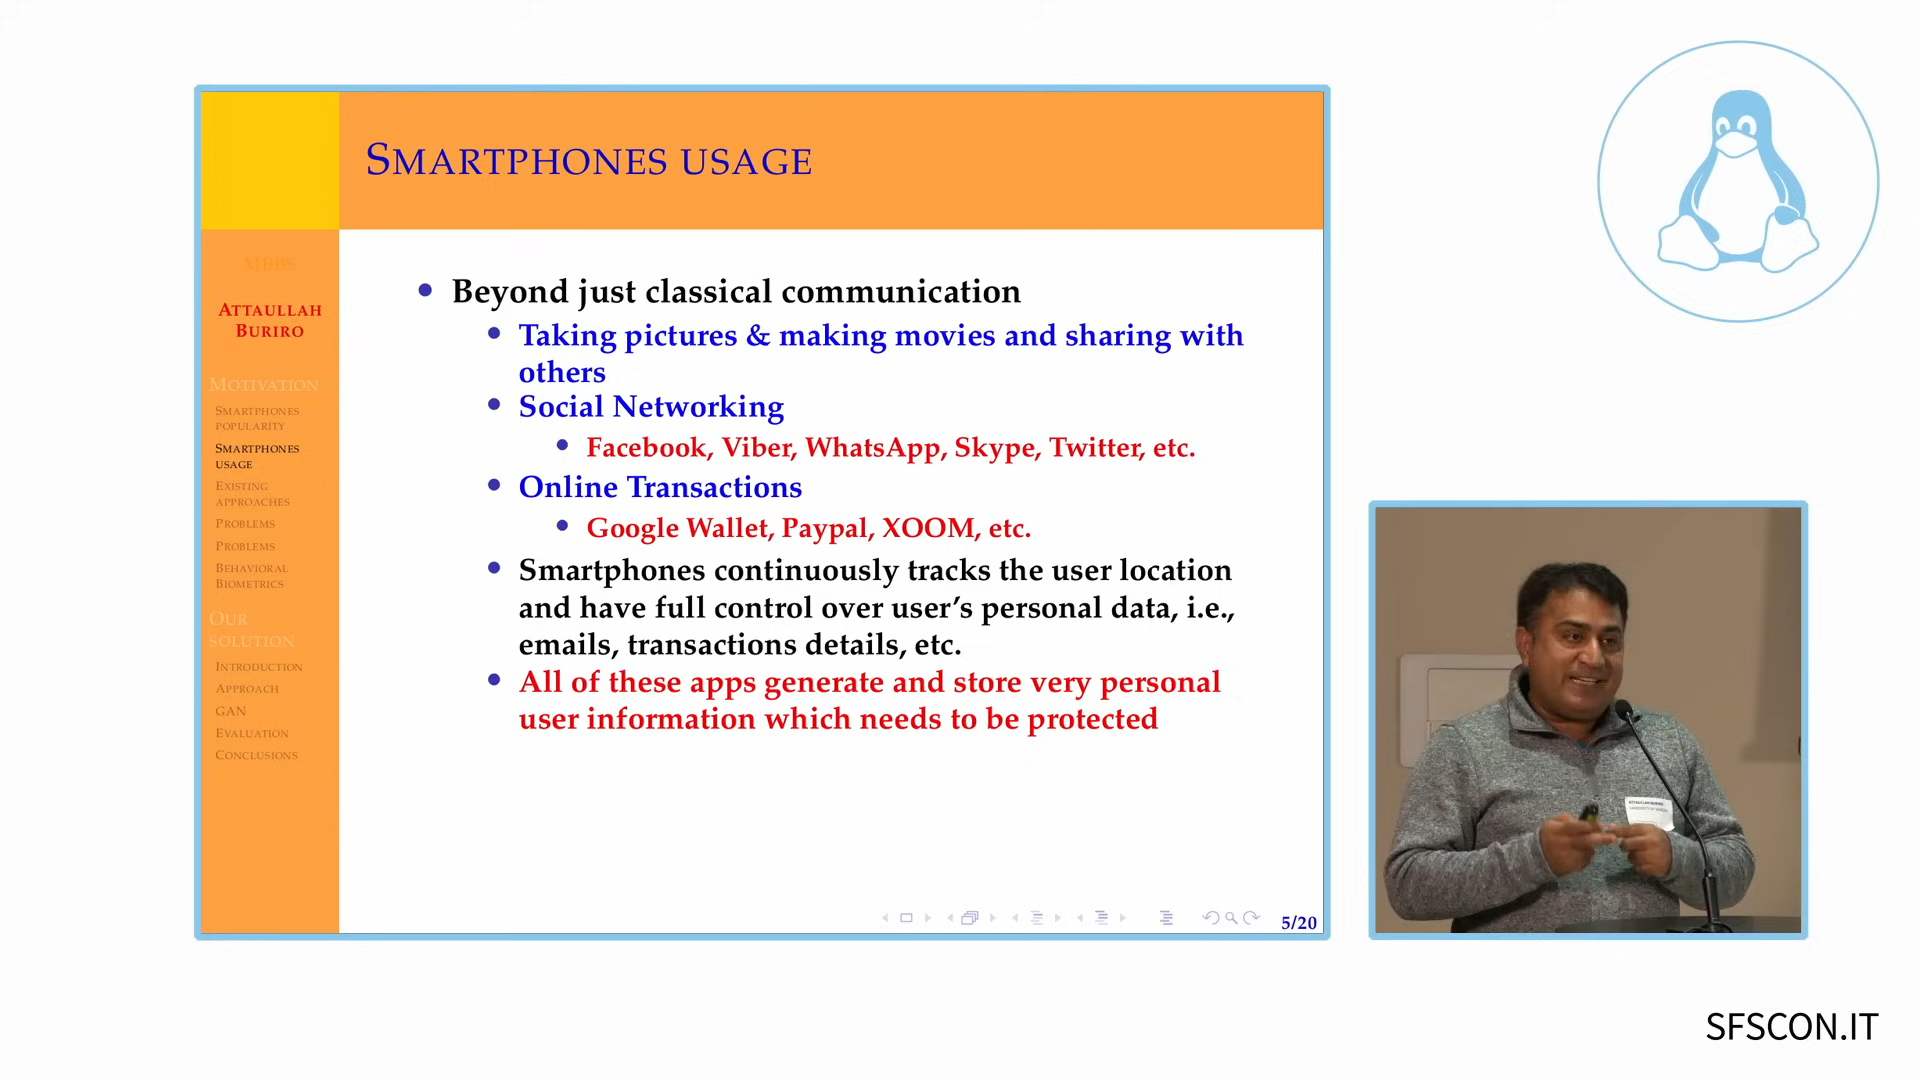 SMARTPHONES USAGE
MBBS
ATTAULLAH
BURIRO
MOTIVATION
SMARTPHONES
POPULARITY
SMARTPHONES
USAGE
EXISTING
APPROACHES
PROBLEMS
PROBLEMS
BEHAVIORAL
BIOMETRICS
OUR
SOLUTION
INTRODUCTION
APPROACH
GAN
EVALUATION
CONCLUSIONS
• Beyond just classical communication
• Taking pictures & making movies and sharing with
others
• Social Networking
• Facebook, Viber, WhatsApp, Skype, Twitter, etc.
• Online Transactions
• Google Wallet, Paypal, XOOM, etc.
• Smartphones continuously tracks the user location
and have full control over user's personal data, i.e.,
emails, transactions details, etc.
• All of these apps generate and store very personal
user information which needs to be protected
5/20
ATTAULLAH BURIRO
SFSCON.IT